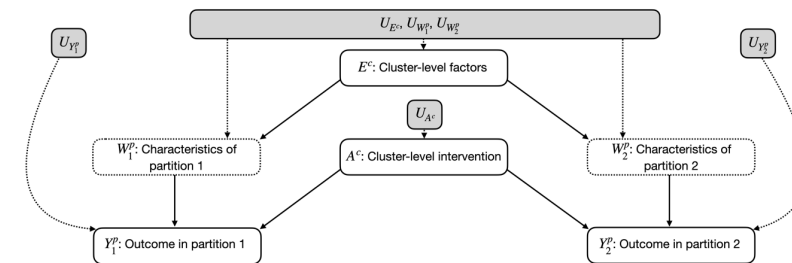 U_{E^c}, U_{W_1^p}, U_{W_2^p}
U_{Y_1^p}
U_{Y_2^p}
E^c: Cluster-level factors
U_{A^c}
W_1^p: Characteristics of
partition 1
A^c: Cluster-level intervention
W_2^p: Characteristics of
partition 2
Y_1^p: Outcome in partition 1
Y_2^p: Outcome in partition 2